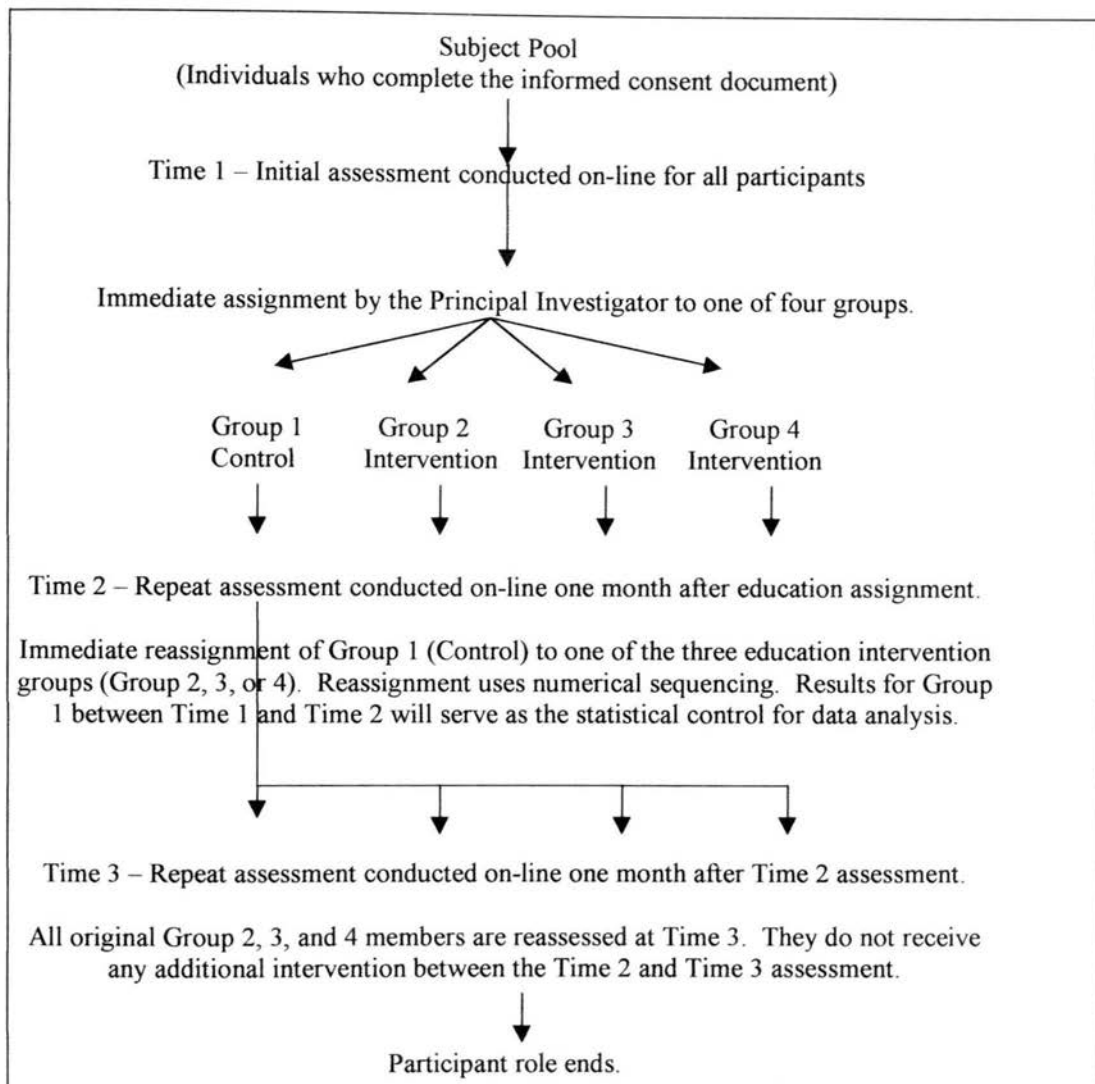 Subject Pool
(Individuals who complete the informed consent document)
Time 1 – Initial assessment conducted on-line for all participants
Immediate assignment by the Principal Investigator to one of four groups.
Group 1 Group 2 Group 3 Group 4
Control Intervention Intervention Intervention
Time 2 – Repeat assessment conducted on-line one month after education assignment.
Immediate reassignment of Group 1 (Control) to one of the three education intervention
groups (Group 2, 3, or 4). Reassignment uses numerical sequencing. Results for Group
1 between Time 1 and Time 2 will serve as the statistical control for data analysis.
Time 3 – Repeat assessment conducted on-line one month after Time 2 assessment.
All original Group 2, 3, and 4 members are reassessed at Time 3. They do not receive
any additional intervention between the Time 2 and Time 3 assessment.
Participant role ends.